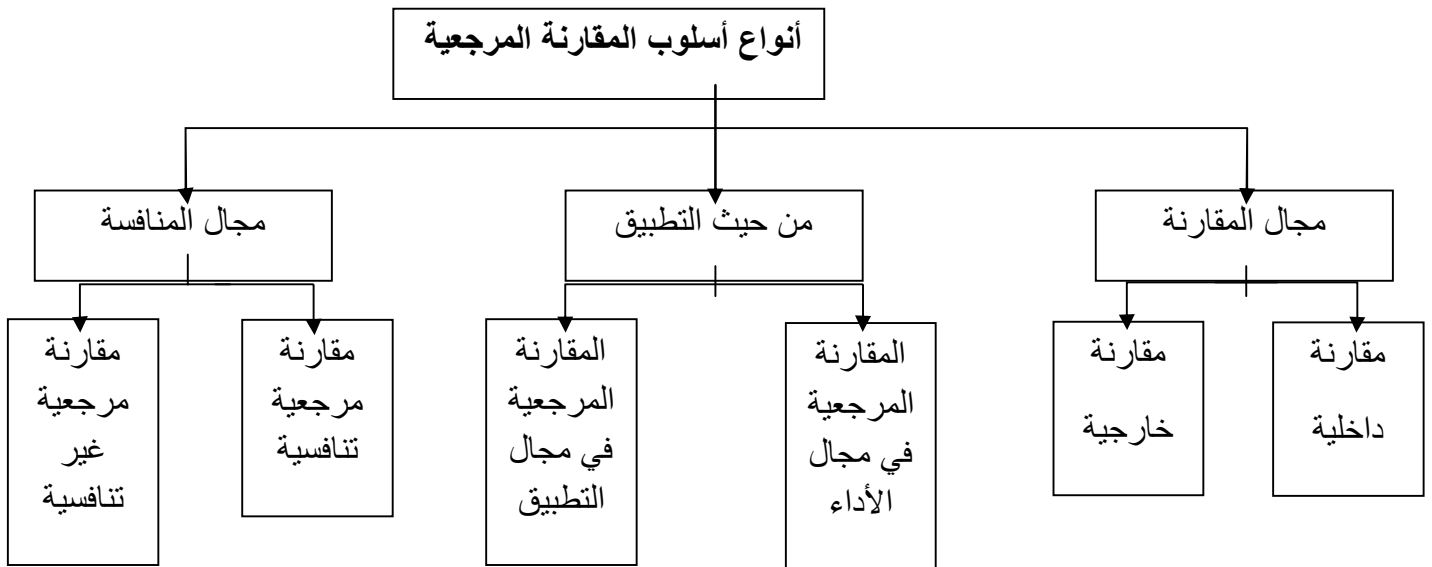 أنواع أسلوب المقارنة المرجعية
مجال المقارنة
من حيث التطبيق
مجال المنافسة
مقارنة
داخلية
مقارنة
خارجية
المقارنة
المرجعية
في مجال
الأداء
المقارنة
المرجعية
في مجال
التطبيق
مقارنة
مرجعية
تنافسية
مقارنة
مرجعية
غير
تنافسية